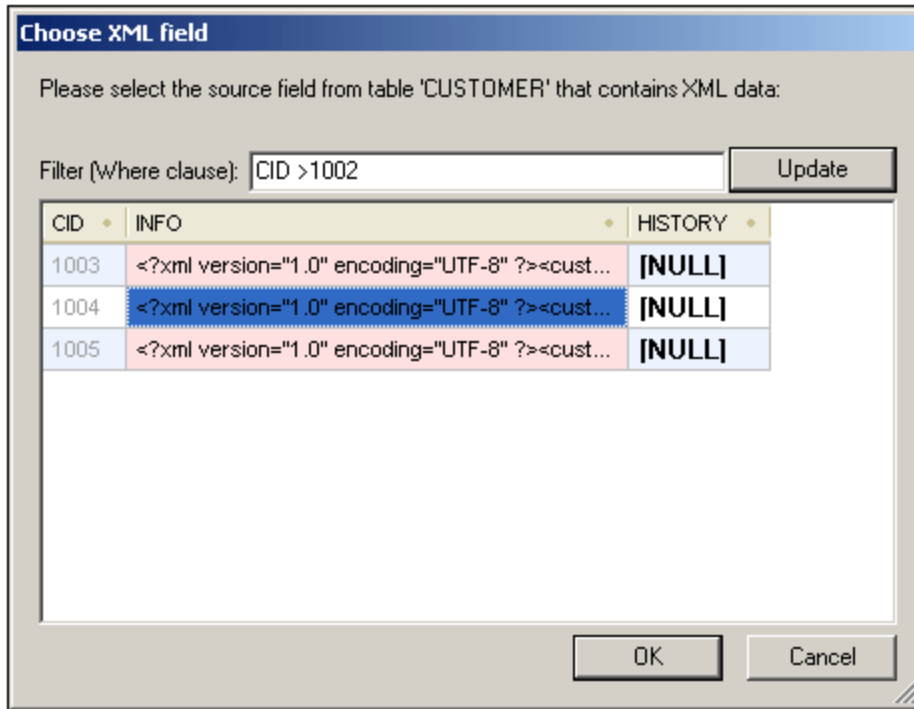 Choose XML field
Please select the source field from table 'CUSTOMER' that contains XML data:
Filter (Where clause): CID >1002 Update
CID INFO HISTORY
1003 <?xml version="1.0" encoding="UTF-8" ?><cust... [NULL]
1004 <?xml version="1.0" encoding="UTF-8" ?><cust... [NULL]
1005 <?xml version="1.0" encoding="UTF-8" ?><cust... [NULL]
OK Cancel